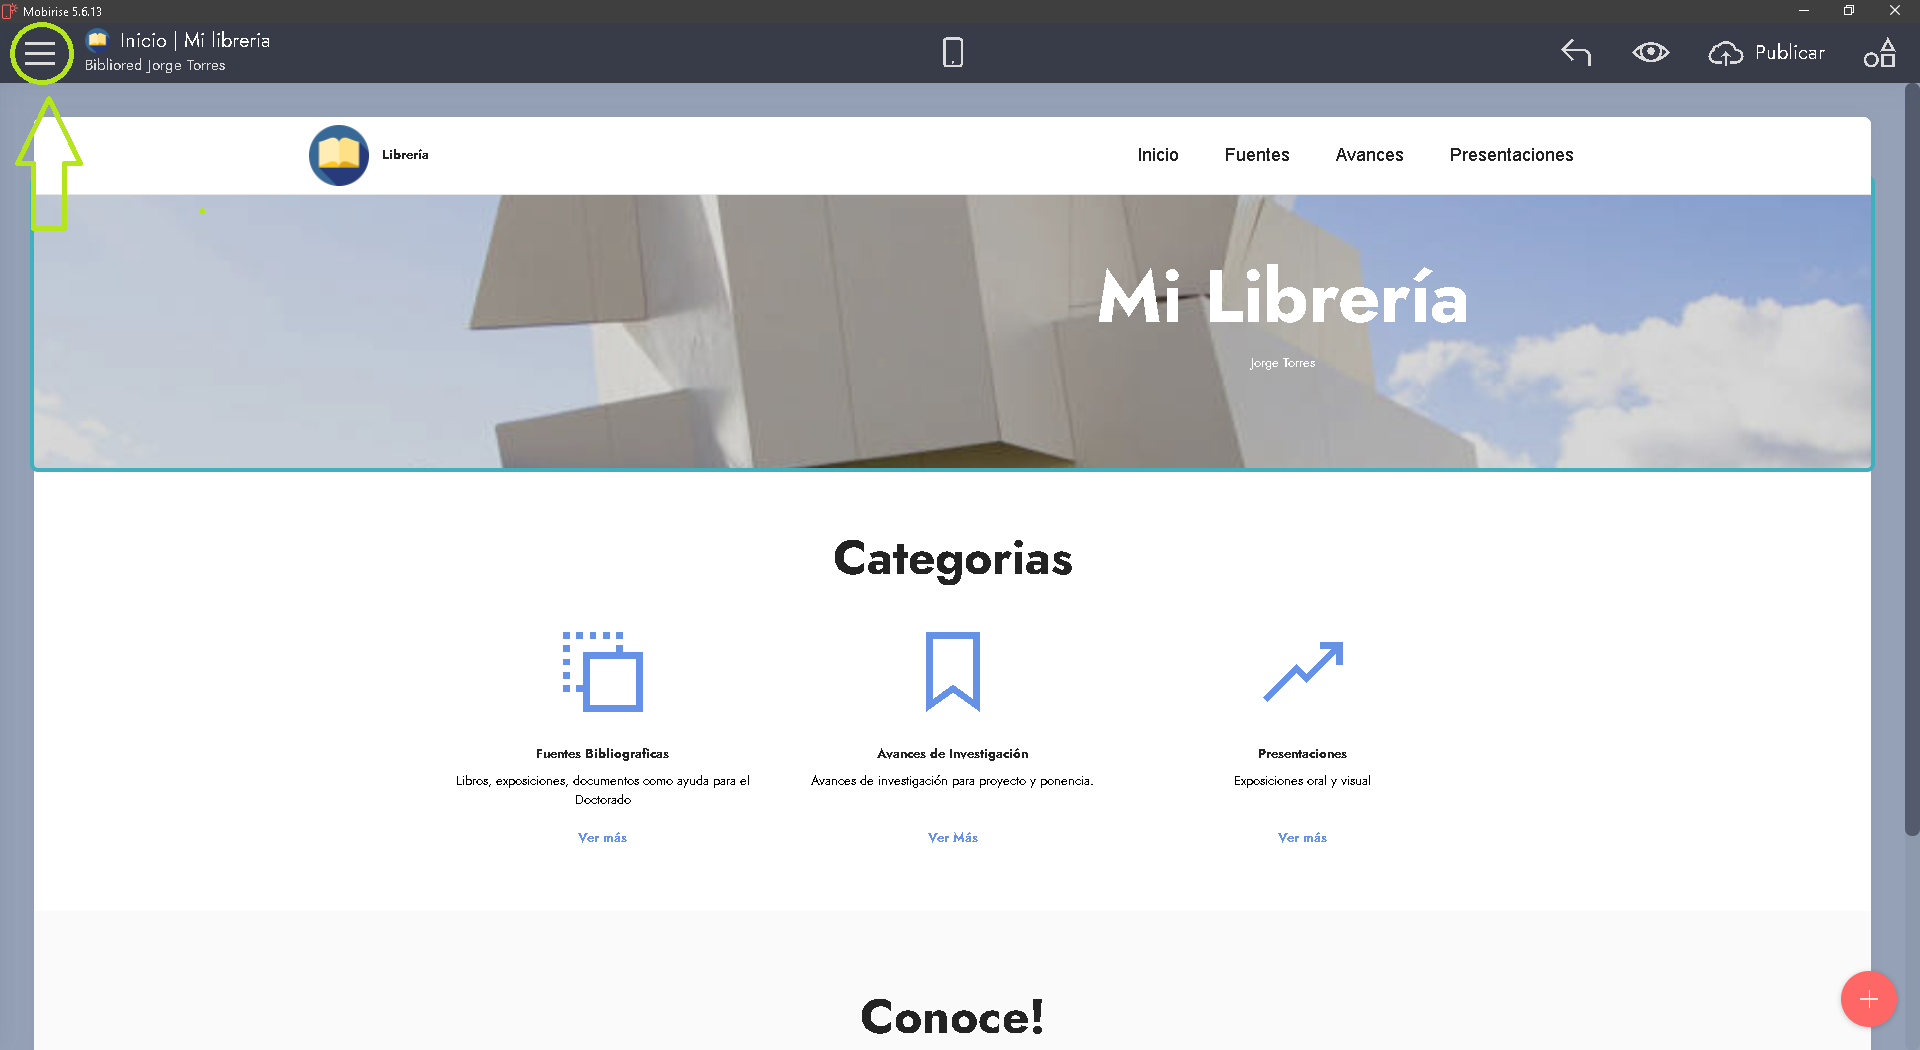 Mobirise 5.6.13
Inicio | Mi libreria
Bibliored Jorge Torres
Publicar
Librería
Inicio Fuentes Avances Presentaciones
Mi Librería
Jorge Torres
Categorias
Fuentes Bibliograficas
Libros, exposiciones, documentos como ayuda para el
Doctorado
Ver más
Avances de Investigación
Avances de investigación para proyecto y ponencia.
Ver Más
Presentaciones
Exposiciones oral y visual
Ver más
Conoce!